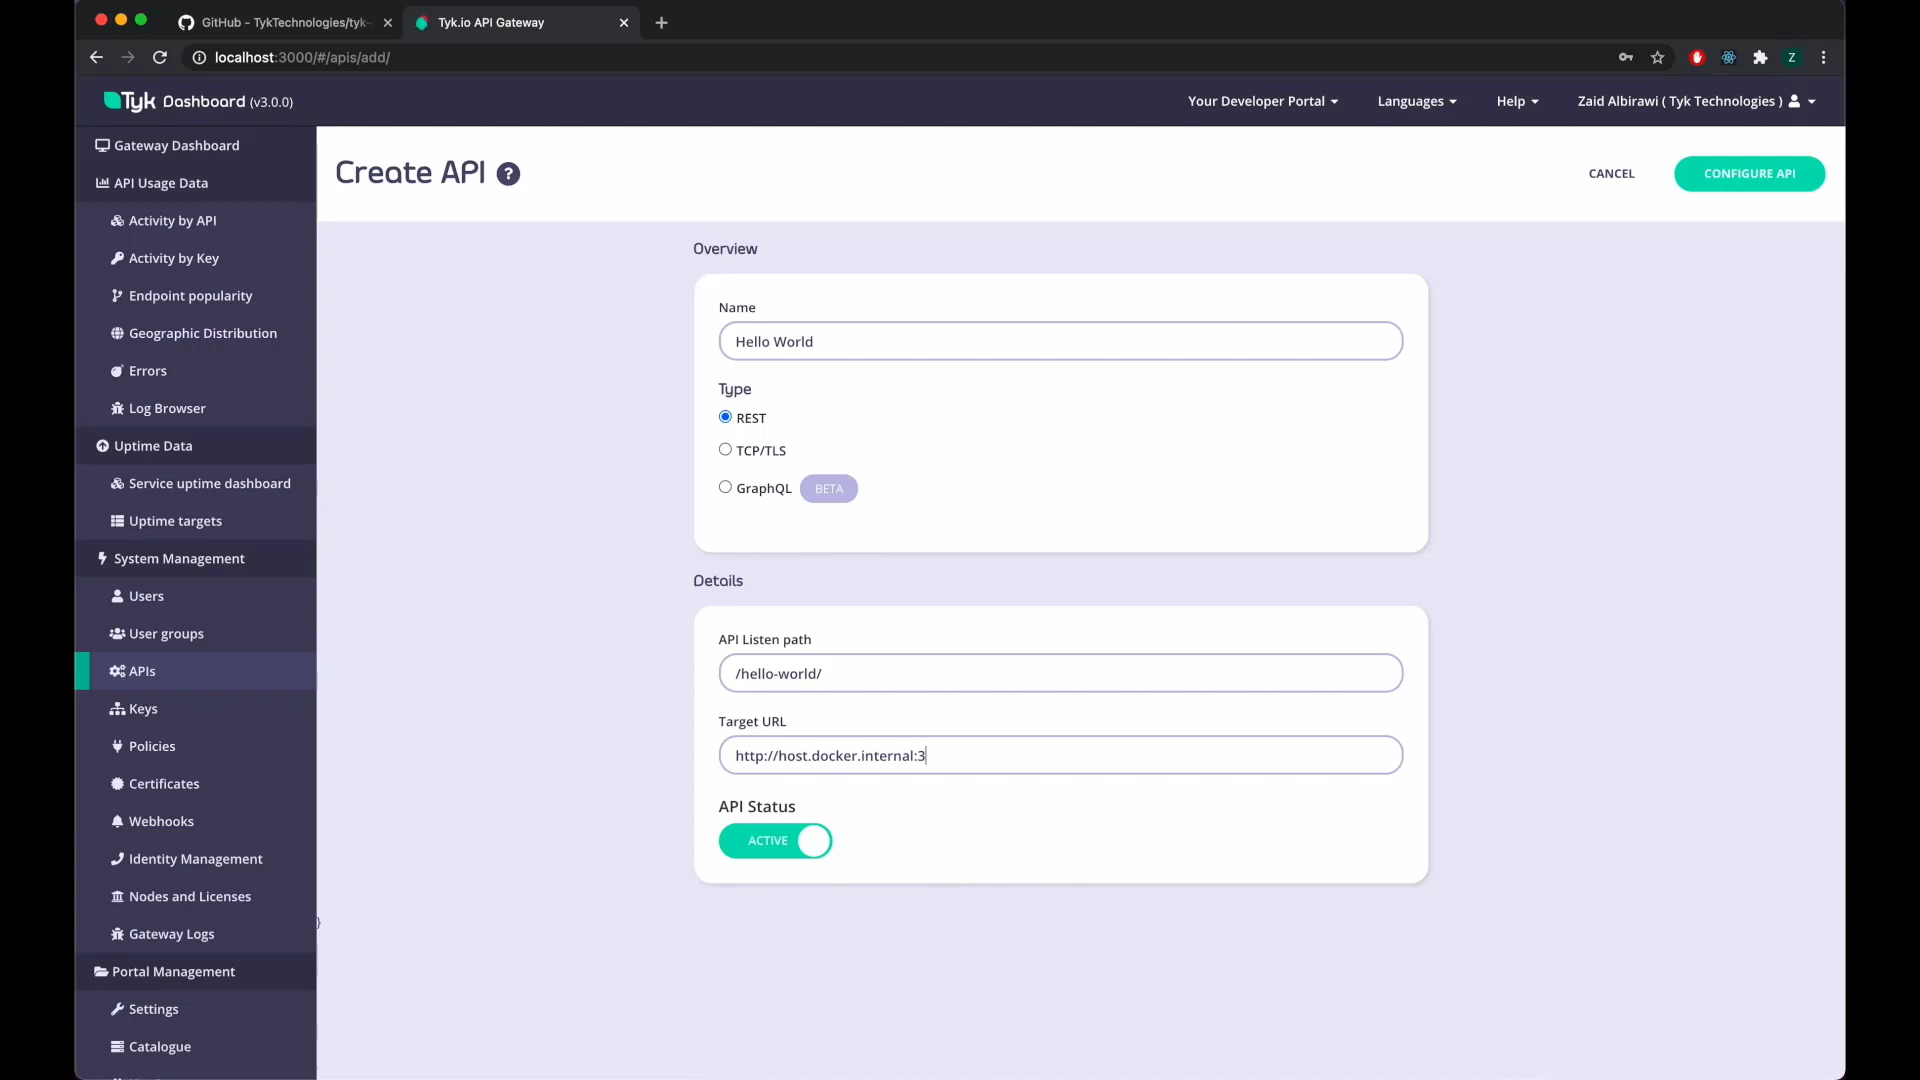 GitHub - TykTechnologies/tyk-
Tyk.io API Gateway
localhost:3000/#/apis/add/
Z
Tyk Dashboard (v3.0.0)
Your Developer Portal
Languages
Help
Zaid Albirawi ( Tyk Technologies )
Gateway Dashboard
API Usage Data
Activity by API
Activity by Key
Endpoint popularity
Geographic Distribution
Errors
Log Browser
Uptime Data
Service uptime dashboard
Uptime targets
System Management
Users
User groups
APIs
Keys
Policies
Certificates
Webhooks
Identity Management
Nodes and Licenses
Gateway Logs
Portal Management
Settings
Catalogue
Create API ?
CANCEL
CONFIGURE API
Overview
Name
Hello World
Type
REST
TCP/TLS
GraphQL BETA
Details
API Listen path
/hello-world/
Target URL
http://host.docker.internal:3
API Status
ACTIVE
}